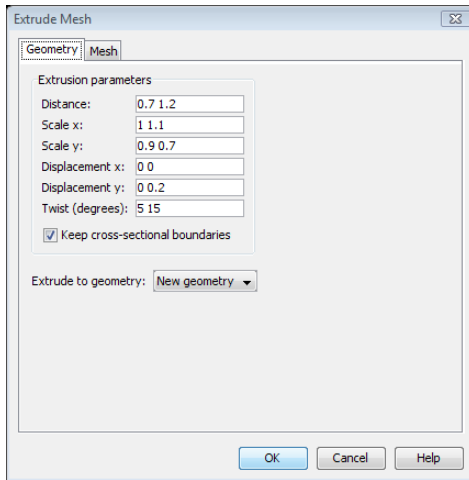 Extrude Mesh
Geometry Mesh
Extrusion parameters
Distance: 0.7 1.2
Scale x: 1 1.1
Scale y: 0.9 0.7
Displacement x: 0 0
Displacement y: 0 0.2
Twist (degrees): 5 15
Keep cross-sectional boundaries
Extrude to geometry: New geometry
OK Cancel Help